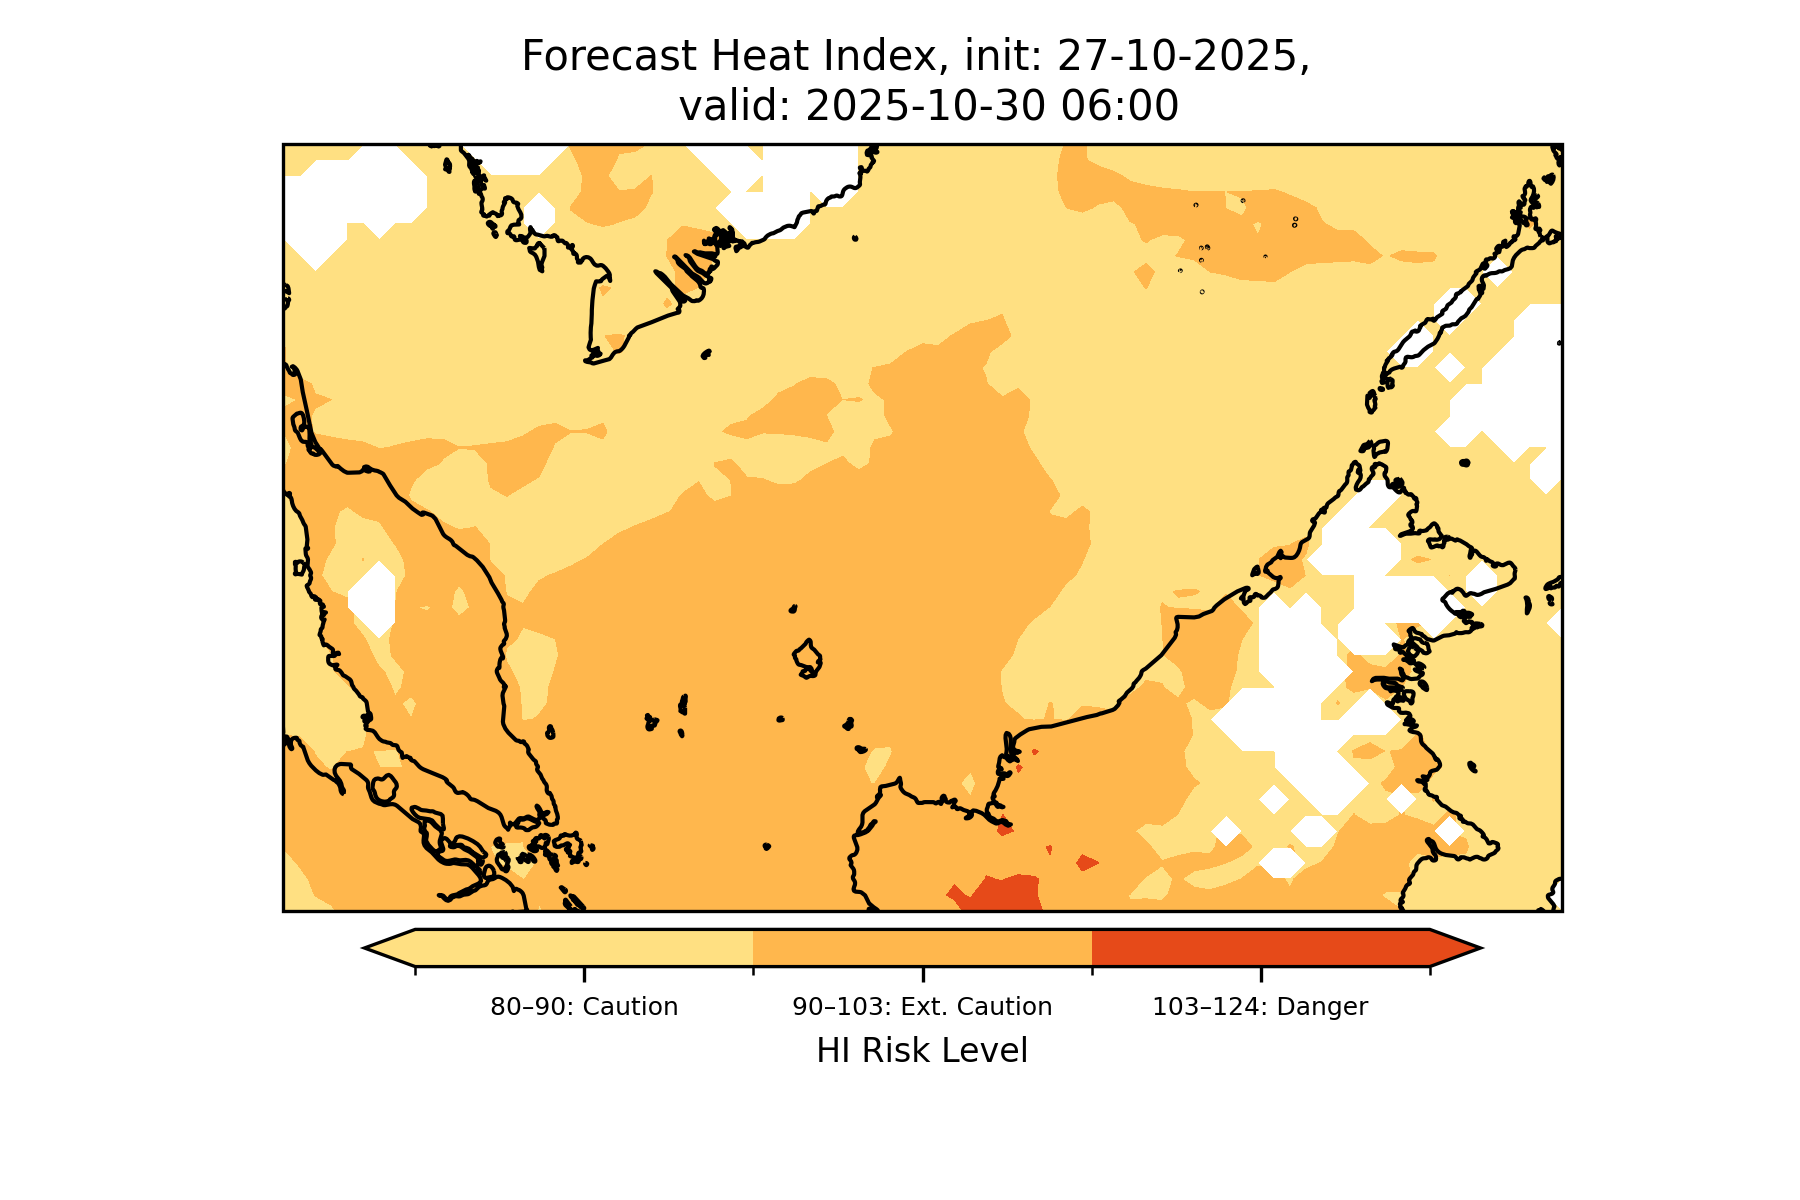 Forecast Heat Index, init: 27-10-2025,
valid: 2025-10-30 06:00
80–90: Caution
90–103: Ext. Caution
103–124: Danger
HI Risk Level